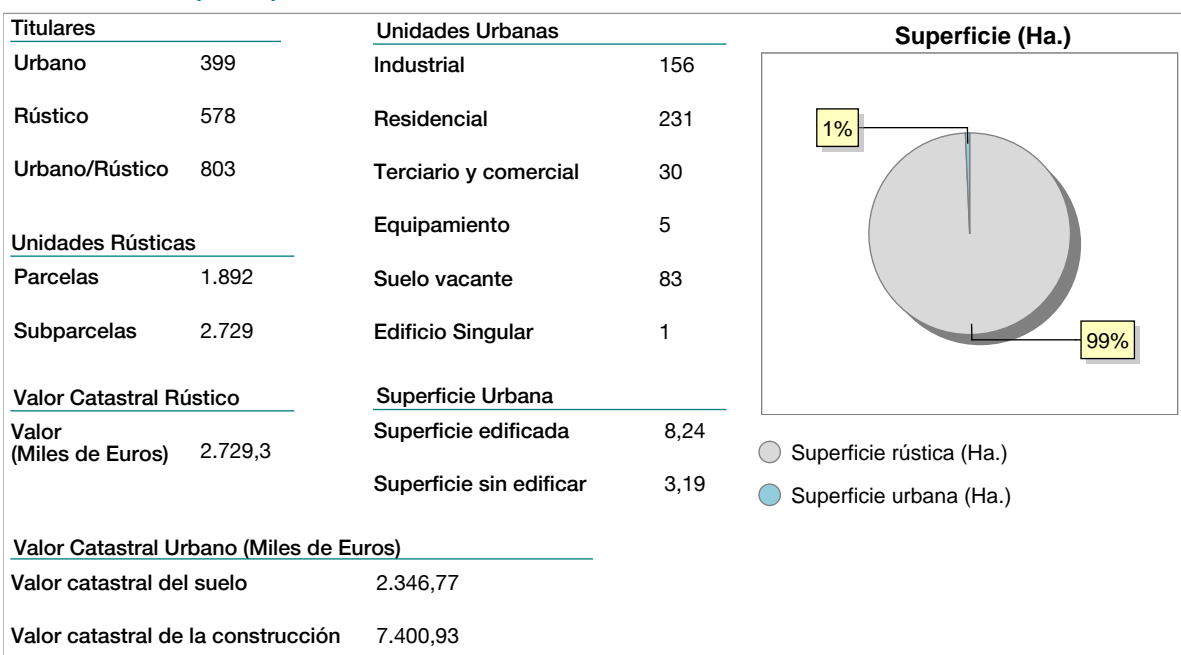 Titulares
Urbano 399
Rústico 578
Urbano/Rústico 803
Unidades Rústicas
Parcelas 1.892
Subparcelas 2.729
Valor Catastral Rústico
Valor
(Miles de Euros) 2.729,3
Unidades Urbanas
Industrial 156
Residencial 231
Terciario y comercial 30
Equipamiento 5
Suelo vacante 83
Edificio Singular 1
Superficie Urbana
Superficie edificada 8,24
Superficie sin edificar 3,19
Superficie (Ha.)
1%
99%
Superficie rústica (Ha.)
Superficie urbana (Ha.)
Valor Catastral Urbano (Miles de Euros)
Valor catastral del suelo 2.346,77
Valor catastral de la construcción 7.400,93